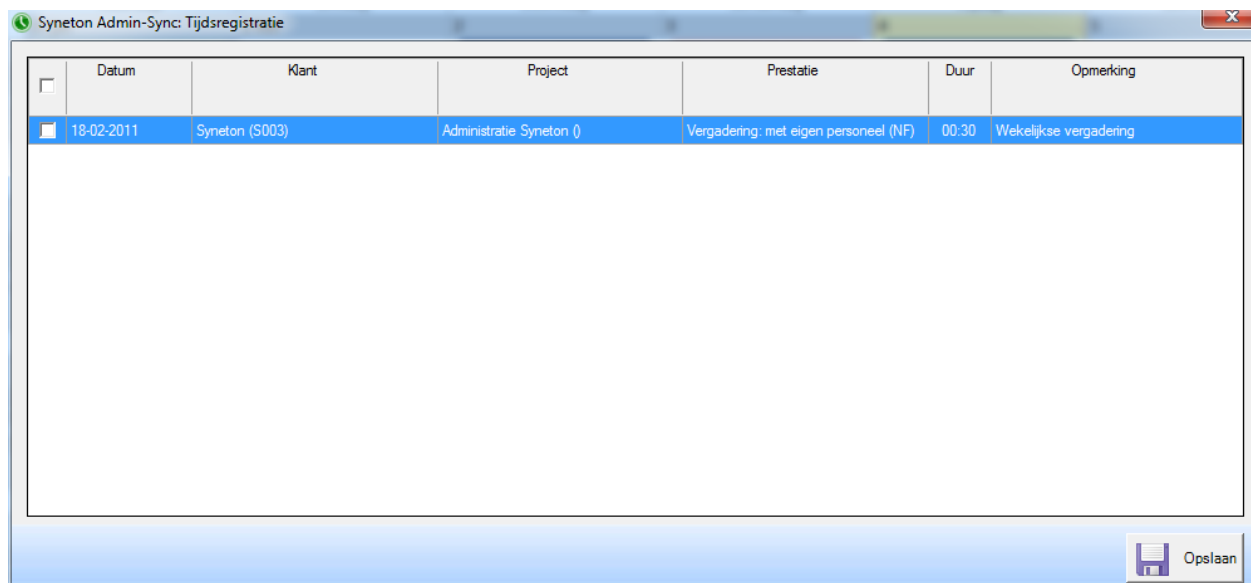 Syneton Admin-Sync: Tijdsregistratie
Datum Klant Project Prestatie Duur Opmerking
18-02-2011 Syneton (S003) Administratie Syneton () Vergadering: met eigen personeel (NF) 00:30 Wekelijkse vergadering
Opslaan